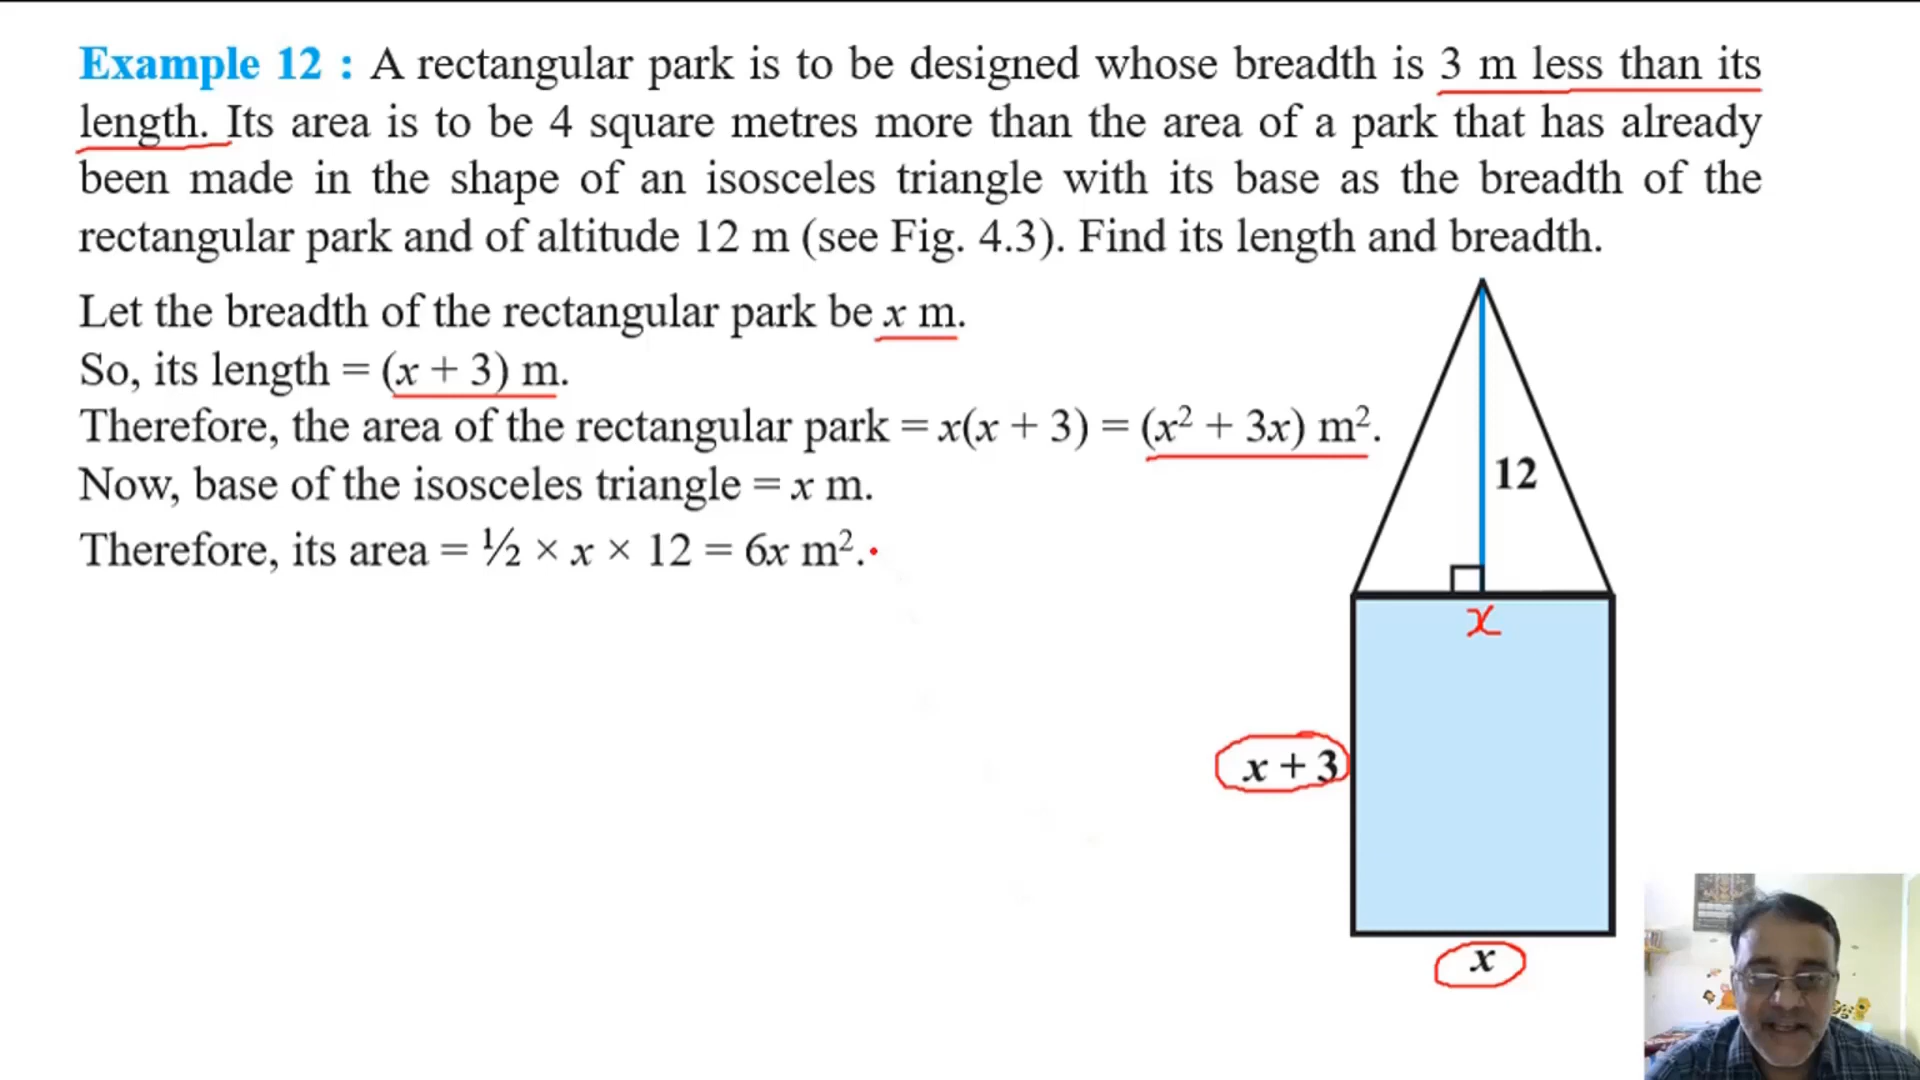 Example 12 : A rectangular park is to be designed whose breadth is 3 m less than its
length. Its area is to be 4 square metres more than the area of a park that has already
been made in the shape of an isosceles triangle with its base as the breadth of the
rectangular park and of altitude 12 m (see Fig. 4.3). Find its length and breadth.
Let the breadth of the rectangular park be x m.
So, its length = (x + 3) m.
Therefore, the area of the rectangular park = x(x + 3) = (x² + 3x) m².
Now, base of the isosceles triangle = x m.
Therefore, its area = ½ × x × 12 = 6x m².
12
x
x + 3
x